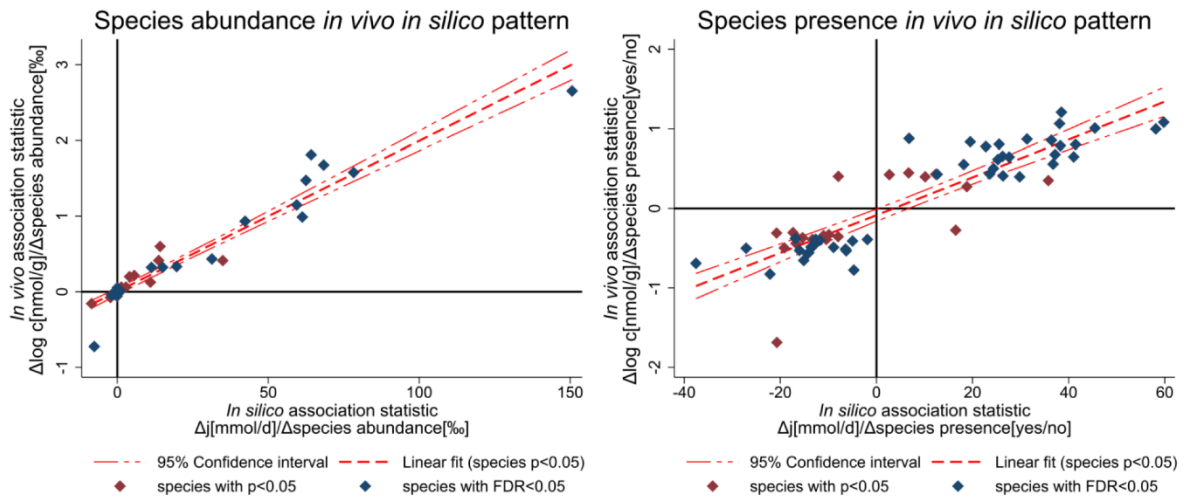 Species abundance in vivo in silico pattern
In vivo association statistic
Δlog c[nmol/g]/Δspecies abundance[‰]
3
2
1
0
-1
0
50
100
150
In silico association statistic
Δj[mmol/d]/Δspecies abundance[‰]
95% Confidence interval
Linear fit (species p<0.05)
species with p<0.05
species with FDR<0.05
Species presence in vivo in silico pattern
In vivo association statistic
Δlog c[nmol/g]/Δspecies presence[yes/no]
2
1
0
-1
-2
-40
-20
0
20
40
60
In silico association statistic
Δj[mmol/d]/Δspecies presence[yes/no]
95% Confidence interval
Linear fit (species p<0.05)
species with p<0.05
species with FDR<0.05